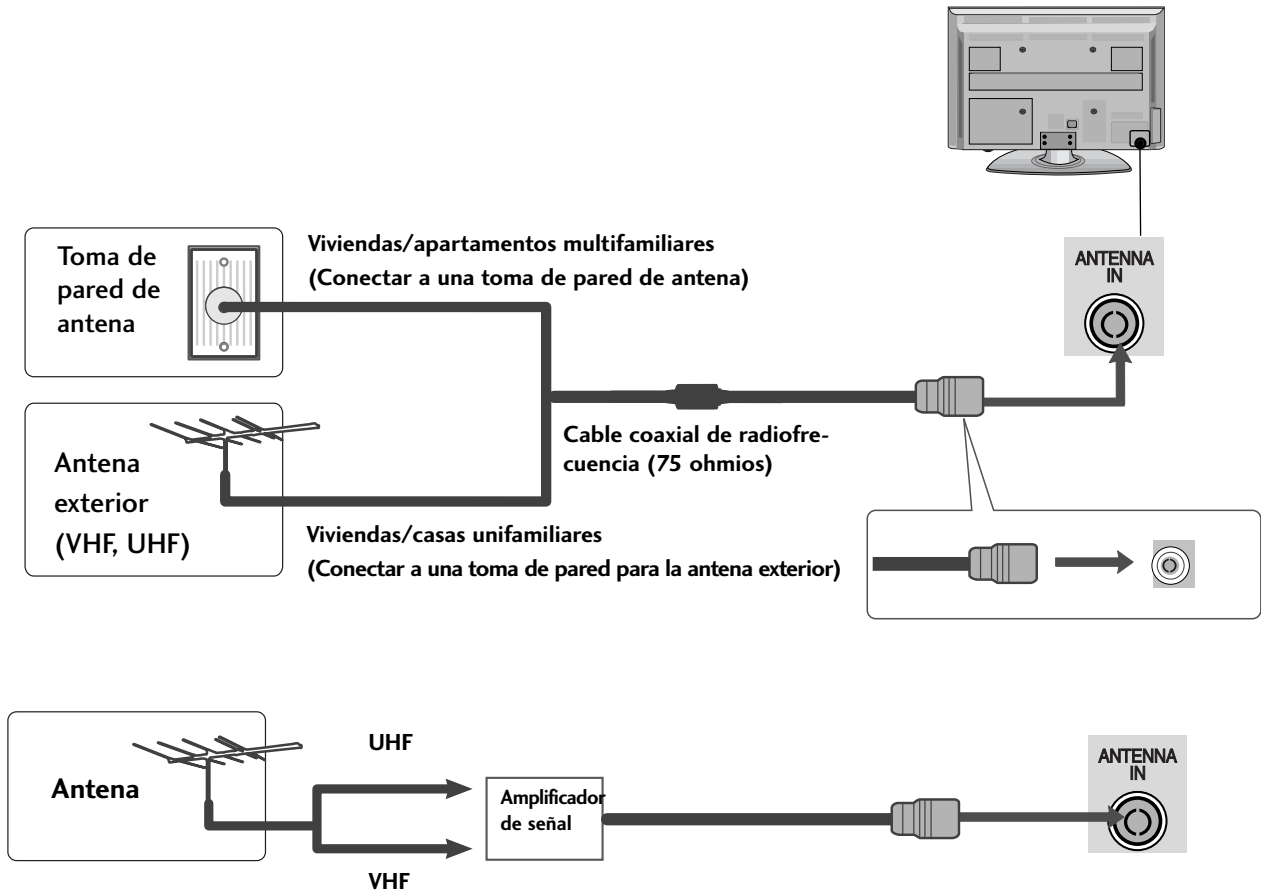 Toma de
pared de
antena
Viviendas/apartamentos multifamiliares
(Conectar a una toma de pared de antena)
ANTENNA
IN
Antena
exterior
(VHF, UHF)
Cable coaxial de radiofre-
cuencia (75 ohmios)
Viviendas/casas unifamiliares
(Conectar a una toma de pared para la antena exterior)
Antena
UHF
VHF
Amplificador
de señal
ANTENNA
IN